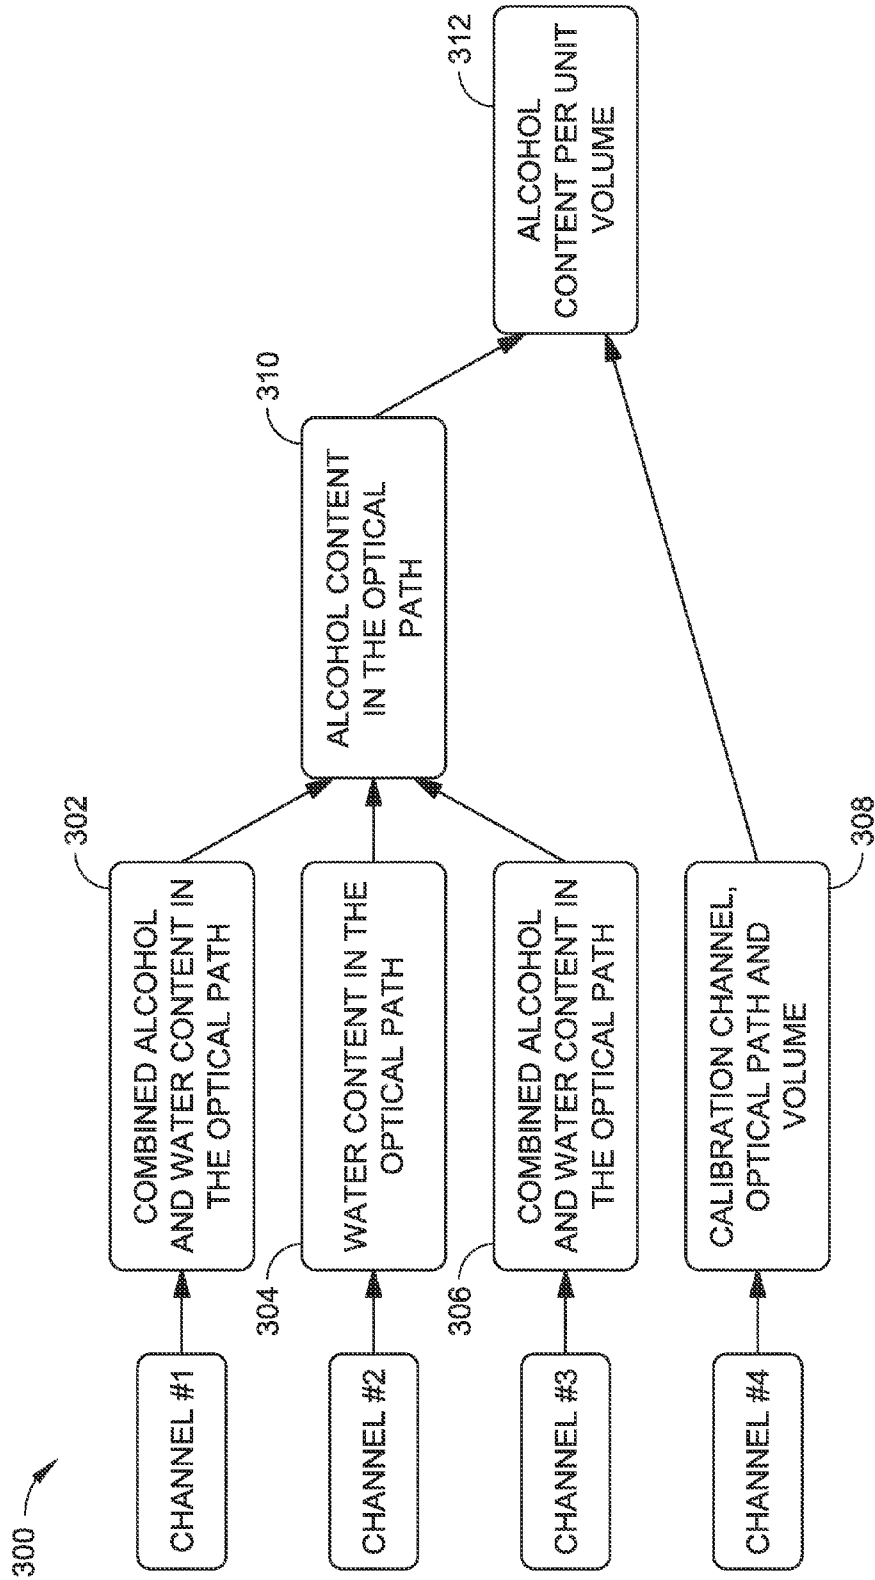 300
CHANNEL #1
302
COMBINED ALCOHOL
AND WATER CONTENT IN
THE OPTICAL PATH
CHANNEL #2
304
WATER CONTENT IN THE
OPTICAL PATH
CHANNEL #3
306
COMBINED ALCOHOL
AND WATER CONTENT IN
THE OPTICAL PATH
CHANNEL #4
308
CALIBRATION CHANNEL,
OPTICAL PATH AND
VOLUME
310
ALCOHOL CONTENT
IN THE OPTICAL
PATH
312
ALCOHOL
CONTENT PER UNIT
VOLUME